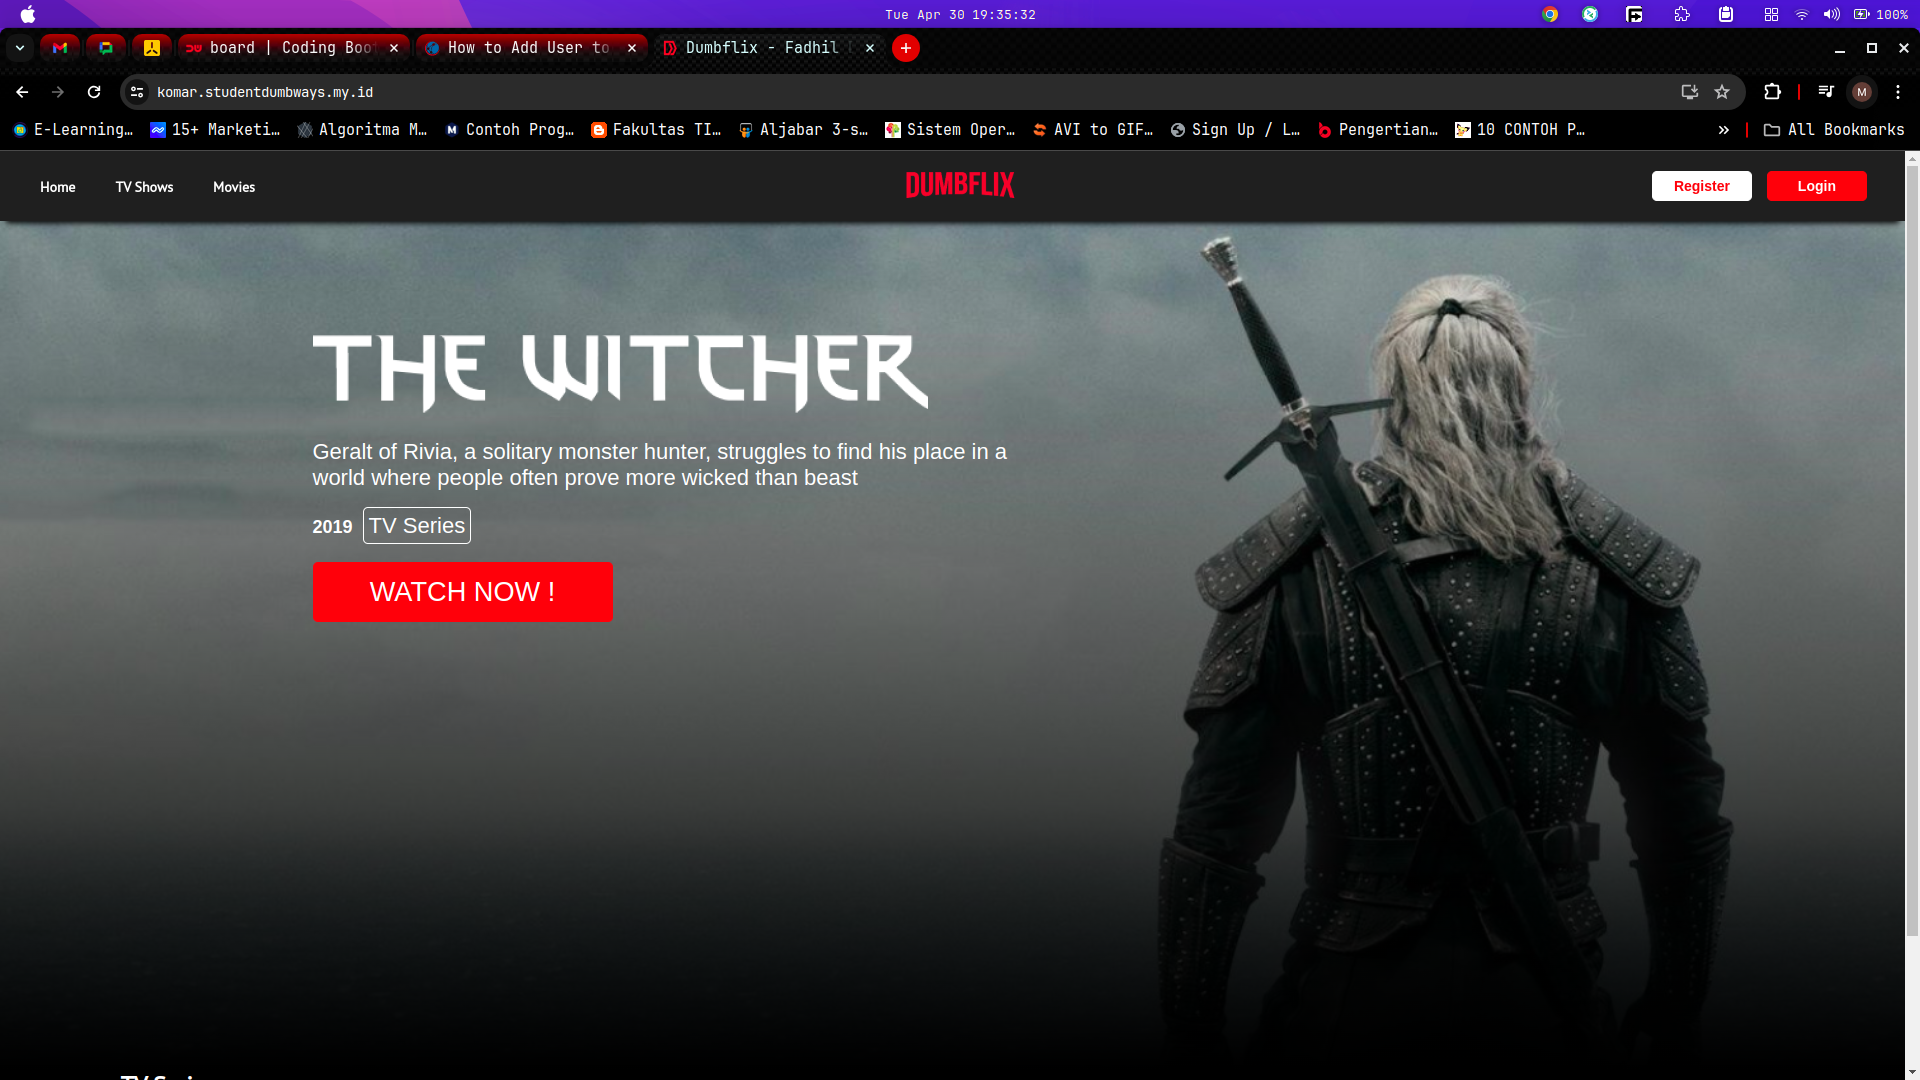 Tue Apr 30 19:35:32
100%
board | Coding Boot
How to Add User to
Dumbflix - Fadhil
komar.studentdumbways.my.id
M
E-Learning…
15+ Marketi…
Algoritma M…
Contoh Prog…
Fakultas TI…
Aljabar 3-s…
Sistem Oper…
AVI to GIF…
Sign Up / L…
Pengertian…
10 CONTOH P…
All Bookmarks
Home
TV Shows
Movies
DUMBFLIX
Register
Login
THE WITCHER
Geralt of Rivia, a solitary monster hunter, struggles to find his place in a
world where people often prove more wicked than beast
2019
TV Series
WATCH NOW !